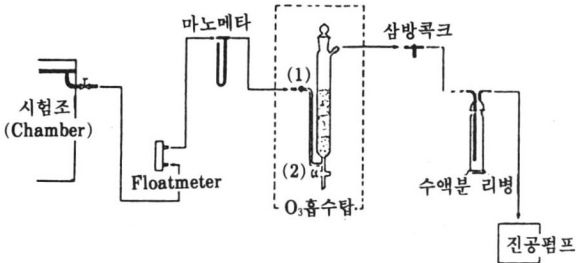 마노메타
삼방콕크
(1)
시험조
(Chamber)
(2) α
Floatmeter
O₃흡수탑
수액분 리병
진공펌프